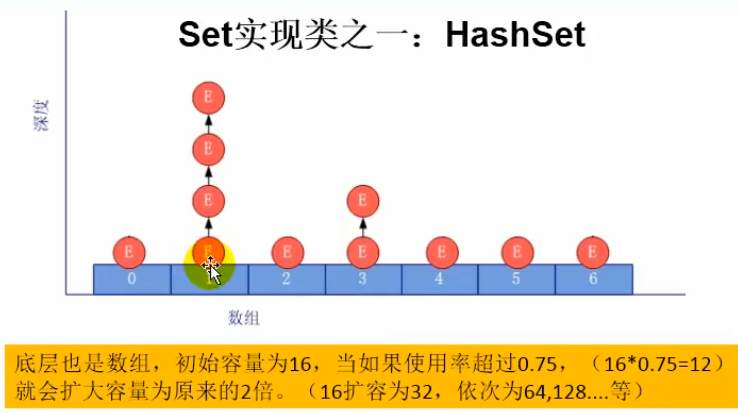 Set实现类之一：HashSet
深度
E
E
E
E
E E E E E E E
0 1 2 3 4 5 6
数组
底层也是数组，初始容量为16，当如果使用率超过0.75，（16*0.75=12）
就会扩大容量为原来的2倍。（16扩容为32，依次为64,128....等）